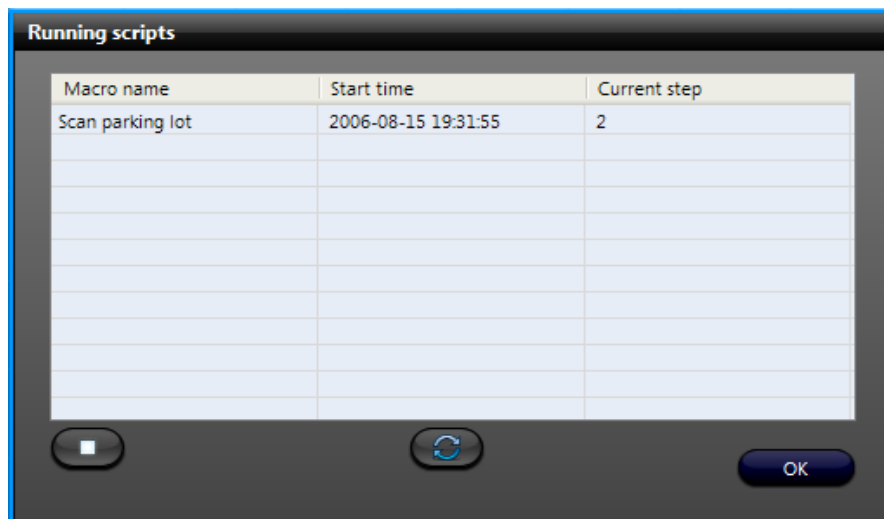 Running scripts
Macro name Start time Current step
Scan parking lot 2006-08-15 19:31:55 2
OK